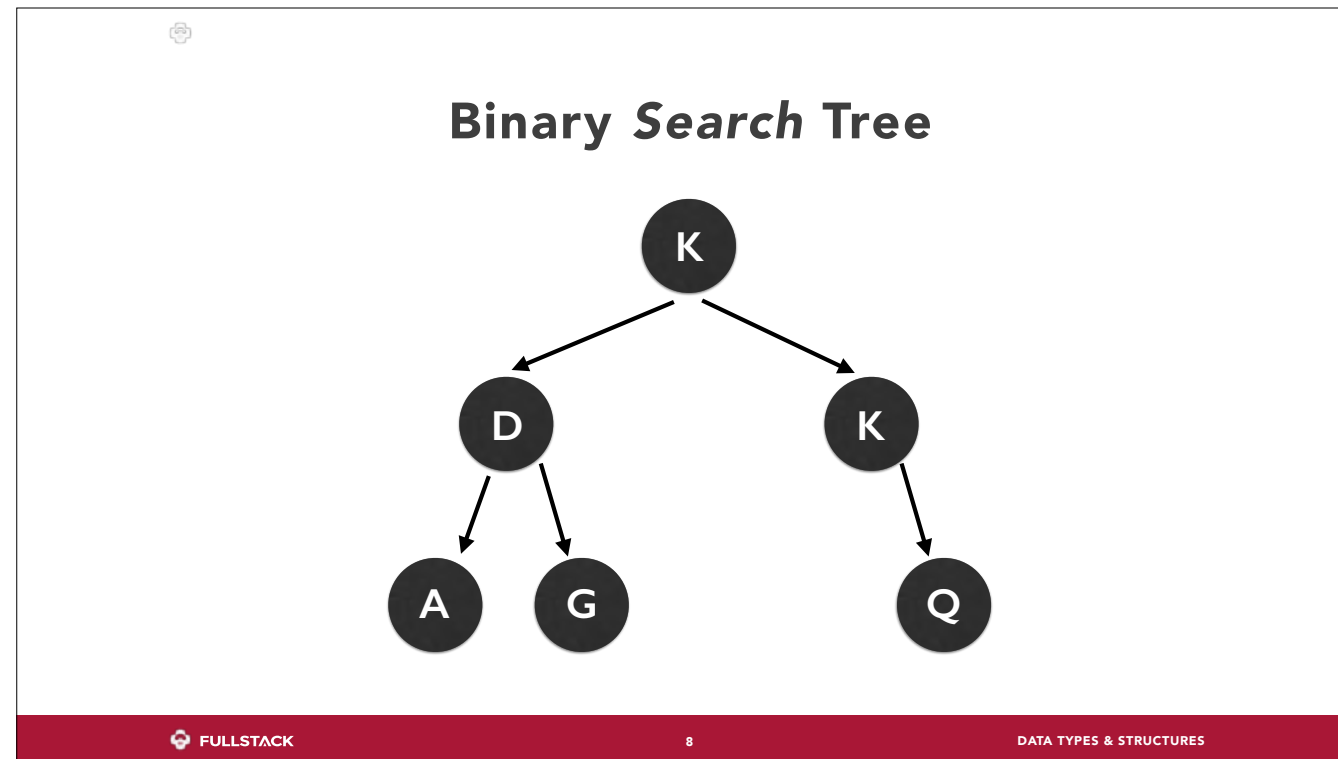 Binary Search Tree
K
D
K
A
G
Q
FULLSTACK
8
DATA TYPES & STRUCTURES